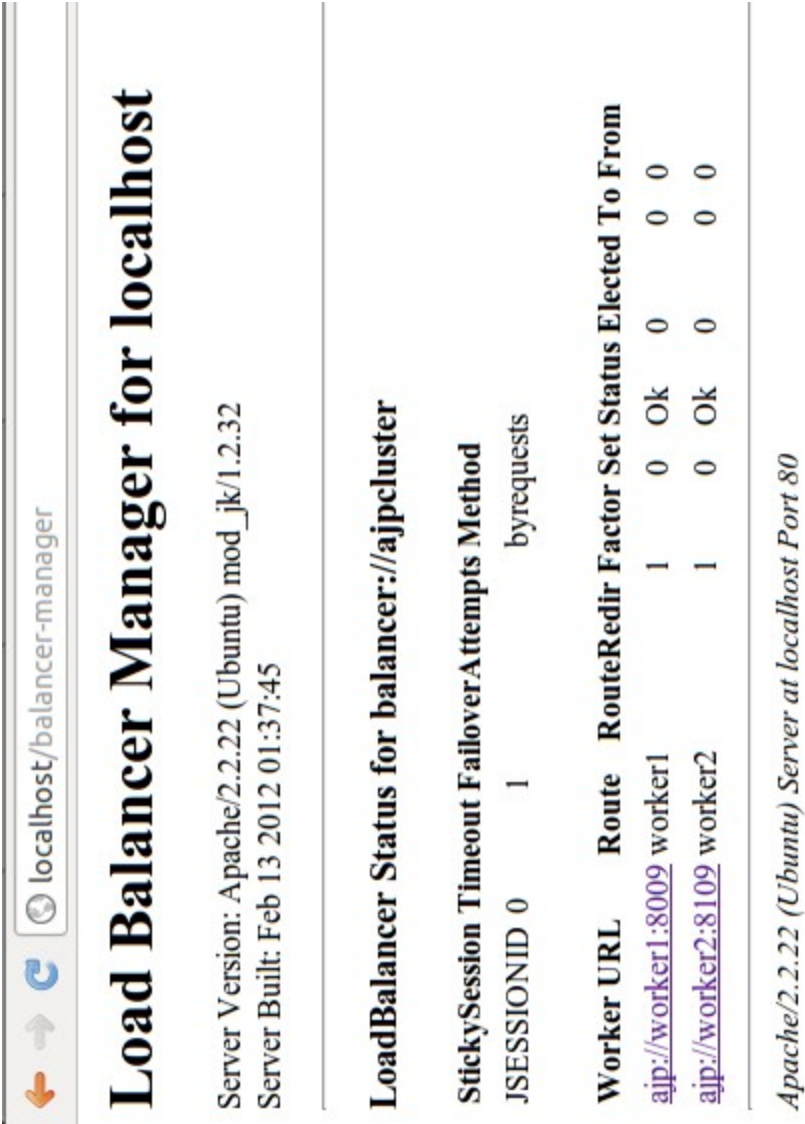 localhost/balancer-manager
Load Balancer Manager for localhost
Server Version: Apache/2.2.22 (Ubuntu) mod_jk/1.2.32
Server Built: Feb 13 2012 01:37:45
LoadBalancer Status for balancer://ajpcluster
StickySession Timeout FailoverAttempts Method
JSESSIONID 0 1 byrequests
Worker URL Route RouteRedir Factor Set Status Elected To From
ajp://worker1:8009 worker1 1 0 Ok 0 0 0
ajp://worker2:8109 worker2 1 0 Ok 0 0 0
Apache/2.2.22 (Ubuntu) Server at localhost Port 80